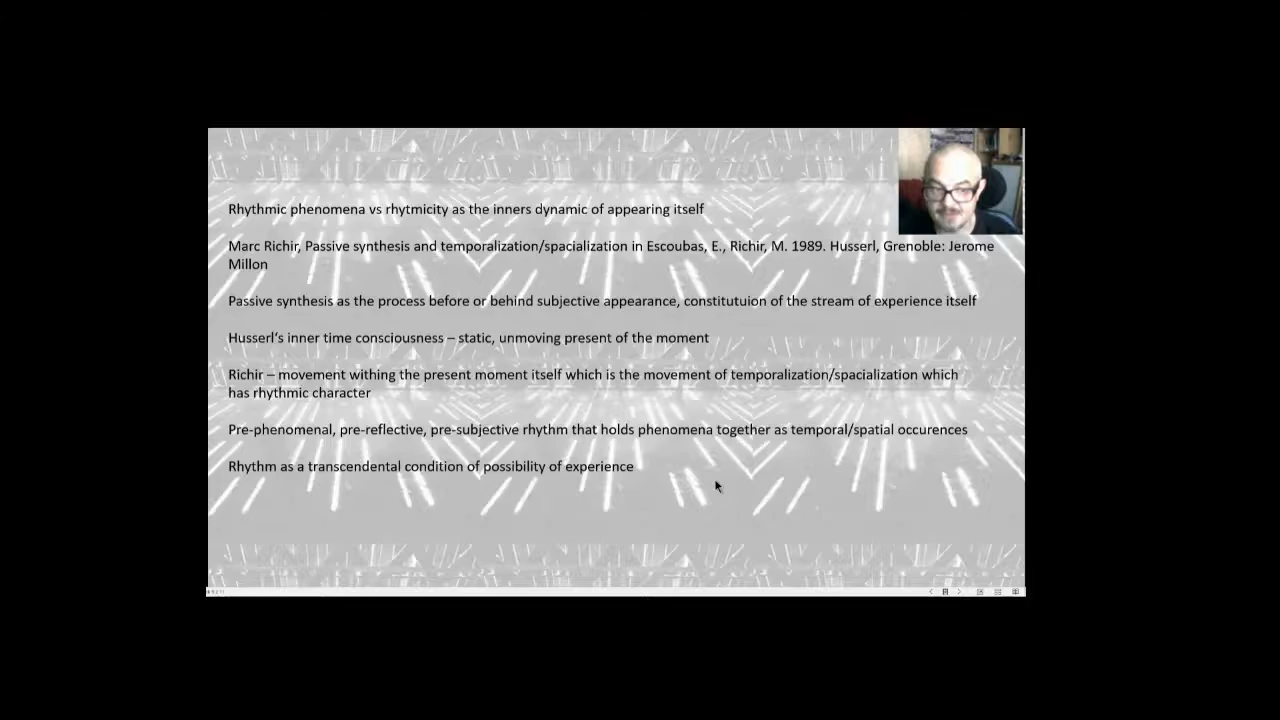 Rhythmic phenomena vs rhytmicity as the inners dynamic of appearing itself
Marc Richir, Passive synthesis and temporalization/spacialization in Escoubas, E., Richir, M. 1989. Husserl, Grenoble: Jerome
Millon
Passive synthesis as the process before or behind subjective appearance, constitutuion of the stream of experience itself
Husserl's inner time consciousness – static, unmoving present of the moment
Richir – movement withing the present moment itself which is the movement of temporalization/spacialization which
has rhythmic character
Pre-phenomenal, pre-reflective, pre-subjective rhythm that holds phenomena together as temporal/spatial occurences
Rhythm as a transcendental condition of possibility of experience